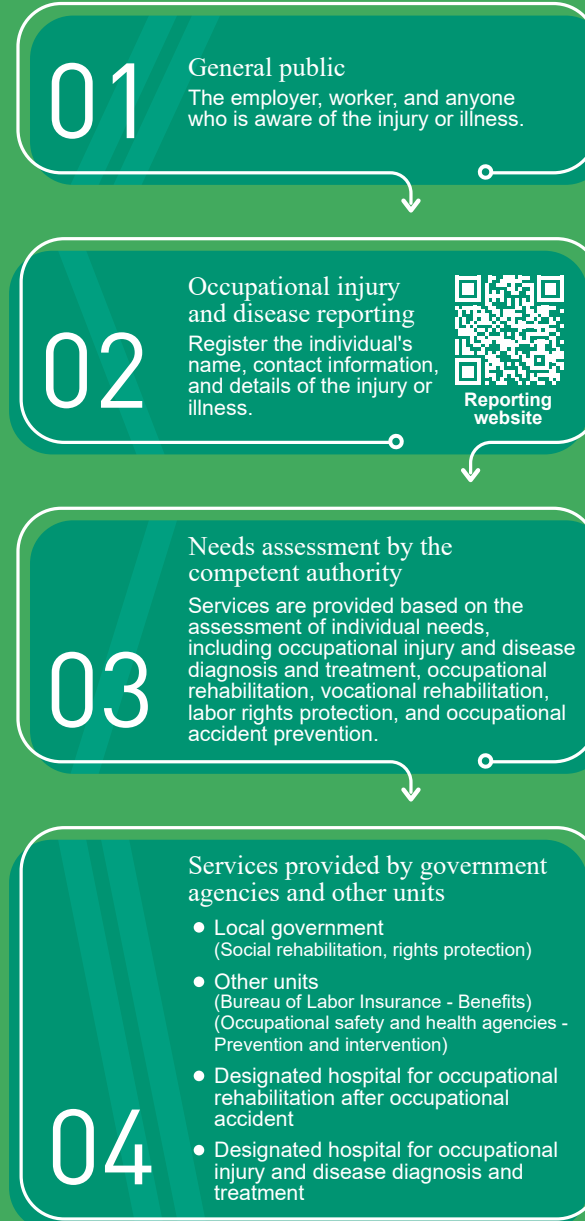 01
General public
The employer, worker, and anyone
who is aware of the injury or illness.
02
Occupational injury
and disease reporting
Register the individual's
name, contact information,
and details of the injury or
illness.
Reporting
website
03
Needs assessment by the
competent authority
Services are provided based on the
assessment of individual needs,
including occupational injury and disease
diagnosis and treatment, occupational
rehabilitation, vocational rehabilitation,
labor rights protection, and occupational
accident prevention.
04
Services provided by government
agencies and other units
● Local government
(Social rehabilitation, rights protection)
● Other units
(Bureau of Labor Insurance - Benefits)
(Occupational safety and health agencies -
Prevention and intervention)
● Designated hospital for occupational
rehabilitation after occupational
accident
● Designated hospital for occupational
injury and disease diagnosis and
treatment